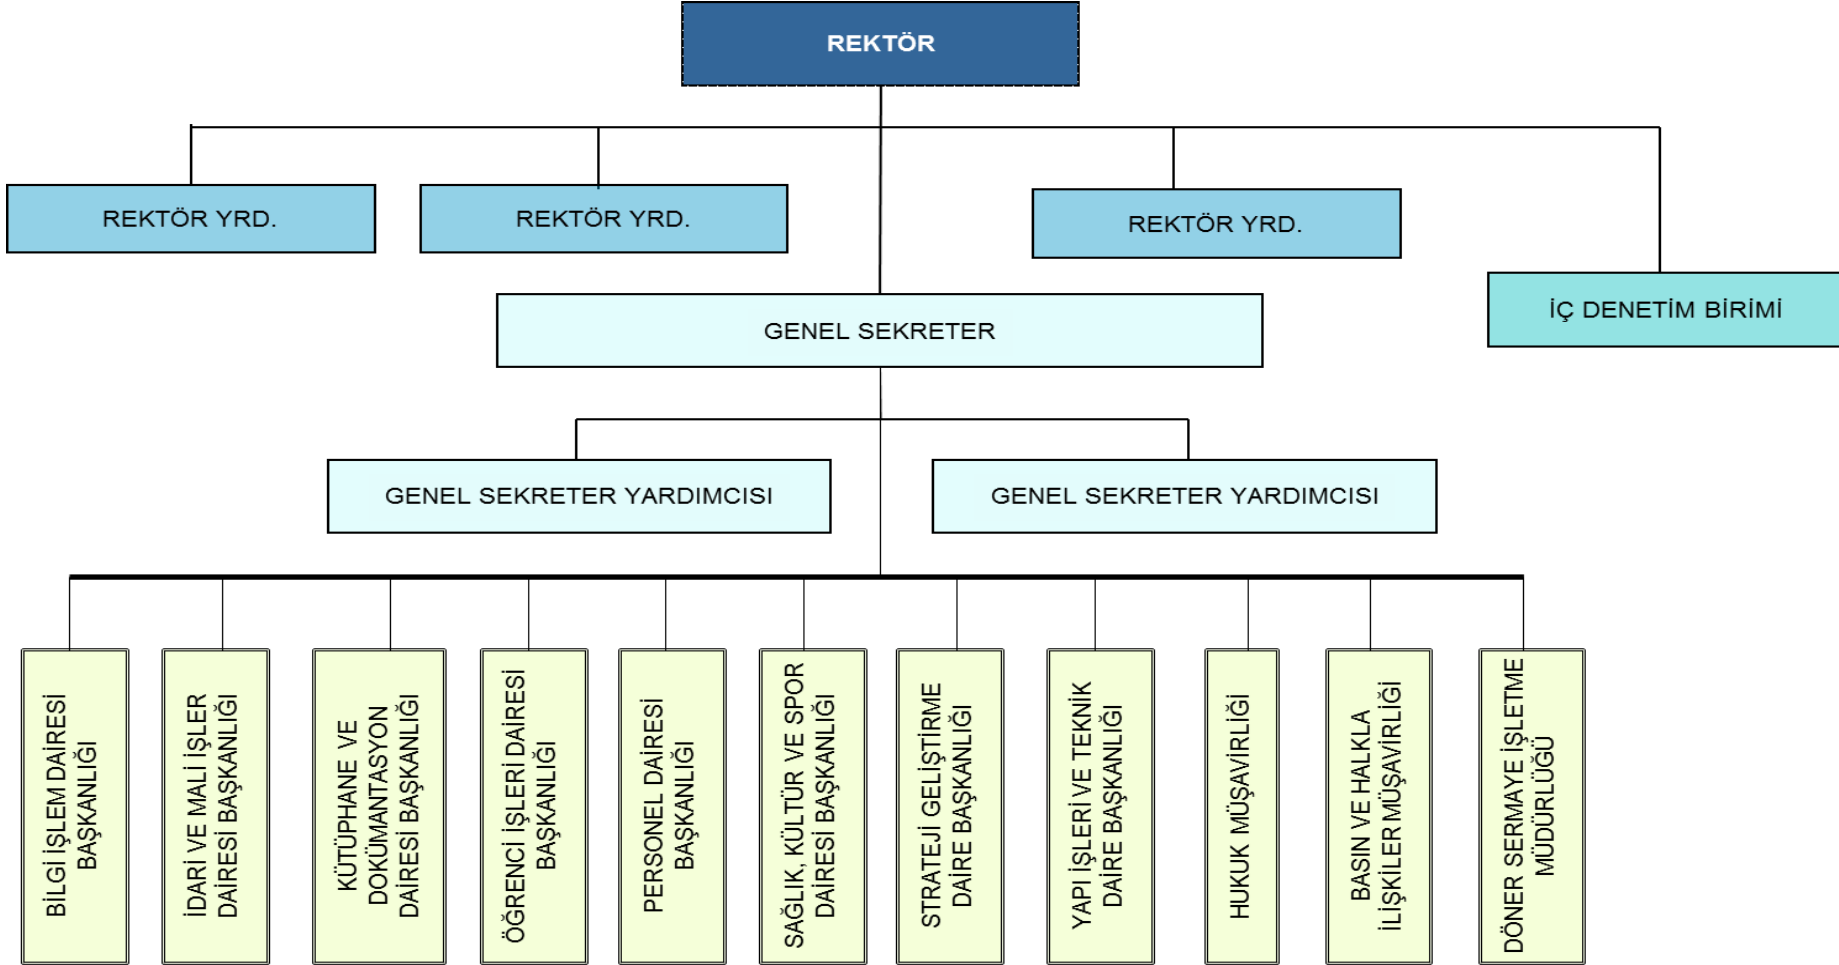 REKTÖR
REKTÖR YRD.
REKTÖR YRD.
REKTÖR YRD.
İÇ DENETİM BİRİMİ
GENEL SEKRETER
GENEL SEKRETER YARDIMCISI
GENEL SEKRETER YARDIMCISI
BİLGİ İŞLEM DAİRESİ
BAŞKANLIĞI
İDARİ VE MALİ İŞLER
DAİRESİ BAŞKANLIĞI
KÜTÜPHANE VE
DOKÜMANTASYON
DAİRESİ BAŞKANLIĞI
ÖĞRENCİ İŞLERİ DAİRESİ
BAŞKANLIĞI
PERSONEL DAİRESİ
BAŞKANLIĞI
SAĞLIK, KÜLTÜR VE SPOR
DAİRESİ BAŞKANLIĞI
STRATEJİ GELİŞTİRME
DAİRE BAŞKANLIĞI
YAPI İŞLERİ VE TEKNİK
DAİRE BAŞKANLIĞI
HUKUK MÜŞAVİRLİĞİ
BASIN VE HALKLA
İLİŞKİLER MÜŞAVİRLİĞİ
DÖNER SERMAYE İŞLETME
MÜDÜRLÜĞÜ